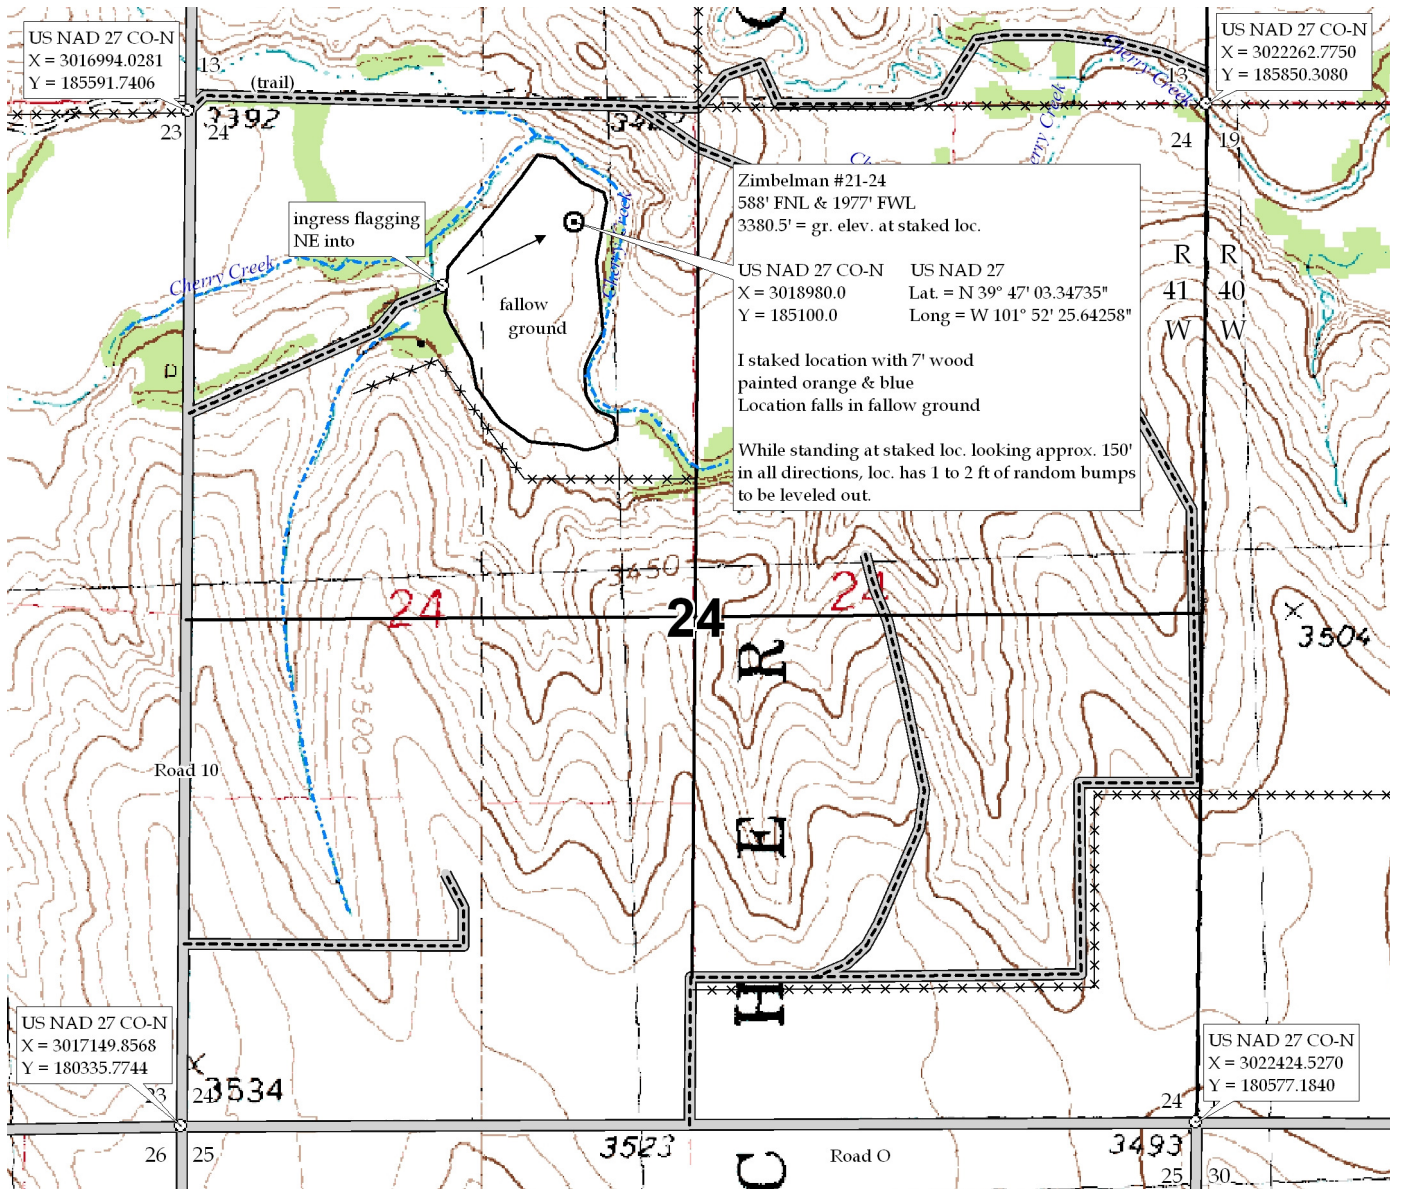 US NAD 27 CO-N
X = 3016994.0281
Y = 185591.7406
US NAD 27 CO-N
X = 3022262.7750
Y = 185850.3080
13
(trail)
13
Cherry Creek
3392
23
24
24
19
Zimbelman #21-24
588' FNL & 1977' FWL
3380.5' = gr. elev. at staked loc.
US NAD 27 CO-N
X = 3018980.0
Y = 185100.0
US NAD 27
Lat. = N 39° 47' 03.34735"
Long = W 101° 52' 25.64258"
I staked location with 7' wood
painted orange & blue
Location falls in fallow ground
While standing at staked loc. looking approx. 150'
in all directions, loc. has 1 to 2 ft of random bumps
to be leveled out.
ingress flagging
NE into
Cherry Creek
Cherry Creek
fallow
ground
R
41
W
R
40
W
3450
24
24
24
3504
3500
R
E
H
C
Road 10
US NAD 27 CO-N
X = 3017149.8568
Y = 180335.7744
US NAD 27 CO-N
X = 3022424.5270
Y = 180577.1840
23
24
3534
24
26
25
3523
Road O
3493
25
30